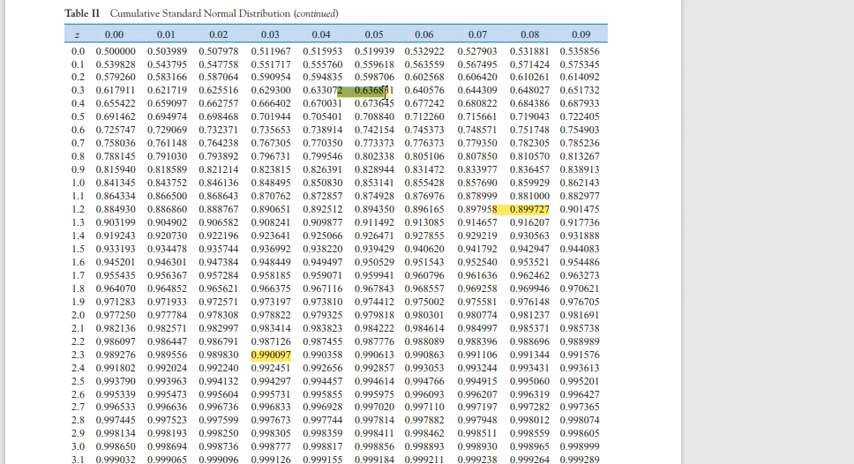 Table II Cumulative Standard Normal Distribution (continued)
z 0.00 0.01 0.02 0.03 0.04 0.05 0.06 0.07 0.08 0.09
0.0 0.500000 0.503989 0.507978 0.511967 0.515953 0.519939 0.532922 0.527903 0.531881 0.535856
0.1 0.539828 0.543795 0.547758 0.551717 0.555760 0.559618 0.563559 0.567495 0.571424 0.575345
0.2 0.579260 0.583166 0.587064 0.590954 0.594835 0.598706 0.602568 0.606420 0.610261 0.614092
0.3 0.617911 0.621719 0.625516 0.629300 0.633072 0.636831 0.640576 0.644309 0.648027 0.651732
0.4 0.655422 0.659097 0.662757 0.666402 0.670031 0.673645 0.677242 0.680822 0.684386 0.687933
0.5 0.691462 0.694974 0.698468 0.701944 0.705401 0.708840 0.712260 0.715661 0.719043 0.722405
0.6 0.725747 0.729069 0.732371 0.735653 0.738914 0.742154 0.745373 0.748571 0.751748 0.754903
0.7 0.758036 0.761148 0.764238 0.767305 0.770350 0.773373 0.776373 0.779350 0.782305 0.785236
0.8 0.788145 0.791030 0.793892 0.796731 0.799546 0.802338 0.805106 0.807850 0.810570 0.813267
0.9 0.815940 0.818589 0.821214 0.823815 0.826391 0.828944 0.831472 0.833977 0.836457 0.838913
1.0 0.841345 0.843752 0.846136 0.848495 0.850830 0.853141 0.855428 0.857690 0.859929 0.862143
1.1 0.864334 0.866500 0.868643 0.870762 0.872857 0.874928 0.876976 0.878999 0.881000 0.882977
1.2 0.884930 0.886860 0.888767 0.890651 0.892512 0.894350 0.896165 0.897958 0.899727 0.901475
1.3 0.903199 0.904902 0.906582 0.908241 0.909877 0.911492 0.913085 0.914657 0.916207 0.917736
1.4 0.919243 0.920730 0.922196 0.923641 0.925066 0.926471 0.927855 0.929219 0.930563 0.931888
1.5 0.933193 0.934478 0.935744 0.936992 0.938220 0.939429 0.940620 0.941792 0.942947 0.944083
1.6 0.945201 0.946301 0.947384 0.948449 0.949497 0.950529 0.951543 0.952540 0.953521 0.954486
1.7 0.955435 0.956367 0.957284 0.958185 0.959071 0.959941 0.960796 0.961636 0.962462 0.963273
1.8 0.964070 0.964852 0.965621 0.966375 0.967116 0.967843 0.968557 0.969258 0.969946 0.970621
1.9 0.971283 0.971933 0.972571 0.973197 0.973810 0.974412 0.975002 0.975581 0.976148 0.976705
2.0 0.977250 0.977784 0.978308 0.978822 0.979325 0.979818 0.980301 0.980774 0.981237 0.981691
2.1 0.982136 0.982571 0.982997 0.983414 0.983823 0.984222 0.984614 0.984997 0.985371 0.985738
2.2 0.986097 0.986447 0.986791 0.987126 0.987455 0.987776 0.988089 0.988396 0.988696 0.988989
2.3 0.989276 0.989556 0.989830 0.990097 0.990358 0.990613 0.990863 0.991106 0.991344 0.991576
2.4 0.991802 0.992024 0.992240 0.992451 0.992656 0.992857 0.993053 0.993244 0.993431 0.993613
2.5 0.993790 0.993963 0.994132 0.994297 0.994457 0.994614 0.994766 0.994915 0.995060 0.995201
2.6 0.995339 0.995473 0.995604 0.995731 0.995855 0.995975 0.996093 0.996207 0.996319 0.996427
2.7 0.996533 0.996636 0.996736 0.996833 0.996928 0.997020 0.997110 0.997197 0.997282 0.997365
2.8 0.997445 0.997523 0.997599 0.997673 0.997744 0.997814 0.997882 0.997948 0.998012 0.998074
2.9 0.998134 0.998193 0.998250 0.998305 0.998359 0.998411 0.998462 0.998511 0.998559 0.998605
3.0 0.998650 0.998694 0.998736 0.998777 0.998817 0.998856 0.998893 0.998930 0.998965 0.998999
3.1 0.999032 0.999065 0.999096 0.999126 0.999155 0.999184 0.999211 0.999238 0.999264 0.999289